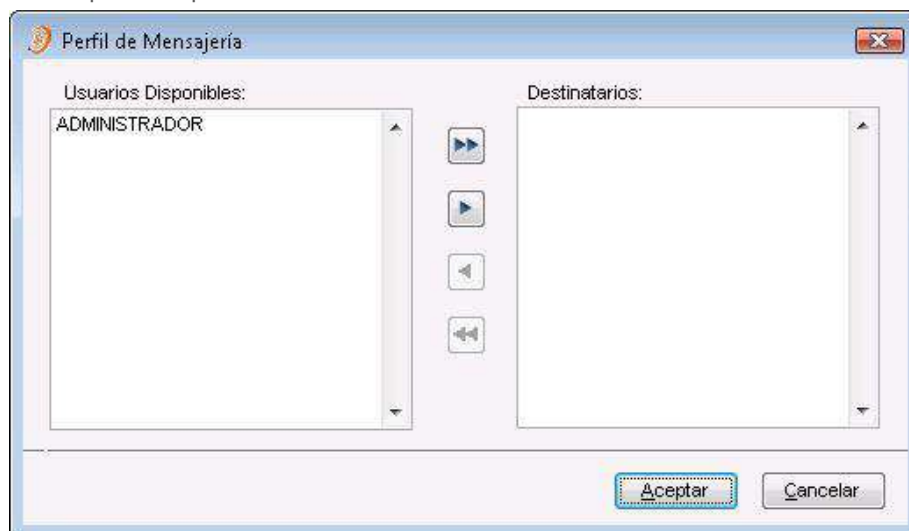 Perfil de Mensajería
Usuarios Disponibles:
Destinatarios:
ADMINISTRADOR
Aceptar
Cancelar